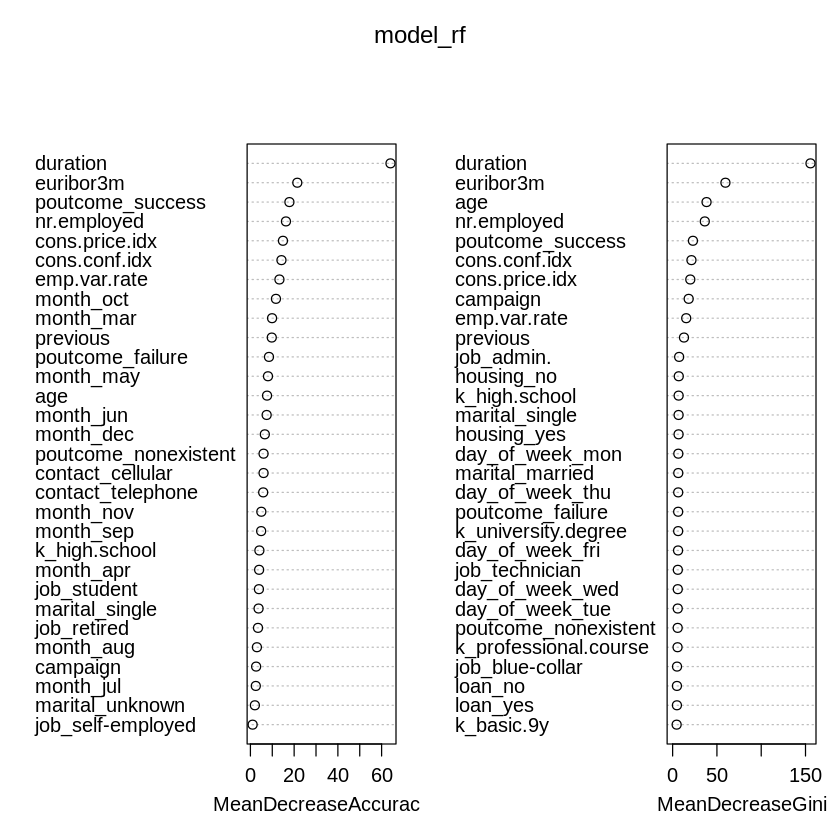 model_rf
duration
euribor3m
poutcome_success
nr.employed
cons.price.idx
cons.conf.idx
emp.var.rate
month_oct
month_mar
previous
poutcome_failure
month_may
age
month_jun
month_dec
poutcome_nonexistent
contact_cellular
contact_telephone
month_nov
month_sep
k_high.school
month_apr
job_student
marital_single
job_retired
month_aug
campaign
month_jul
marital_unknown
job_self-employed
0 20 40 60
MeanDecreaseAccurac
duration
euribor3m
age
nr.employed
poutcome_success
cons.conf.idx
cons.price.idx
campaign
emp.var.rate
previous
job_admin.
housing_no
k_high.school
marital_single
housing_yes
day_of_week_mon
marital_married
day_of_week_thu
poutcome_failure
k_university.degree
day_of_week_fri
job_technician
day_of_week_wed
day_of_week_tue
poutcome_nonexistent
k_professional.course
job_blue-collar
loan_no
loan_yes
k_basic.9y
0 50 150
MeanDecreaseGini